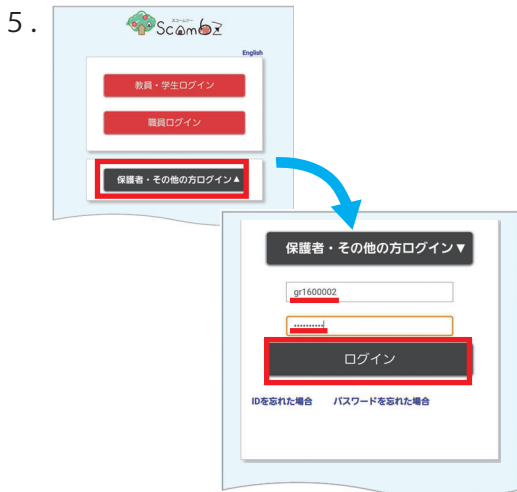 5.
スコームジー
ScombZ
English
教員・学生ログイン
職員ログイン
保護者・その他の方ログイン▲
保護者・その他の方ログイン▼
gr1600002
•••••••••
ログイン
IDを忘れた場合 パスワードを忘れた場合